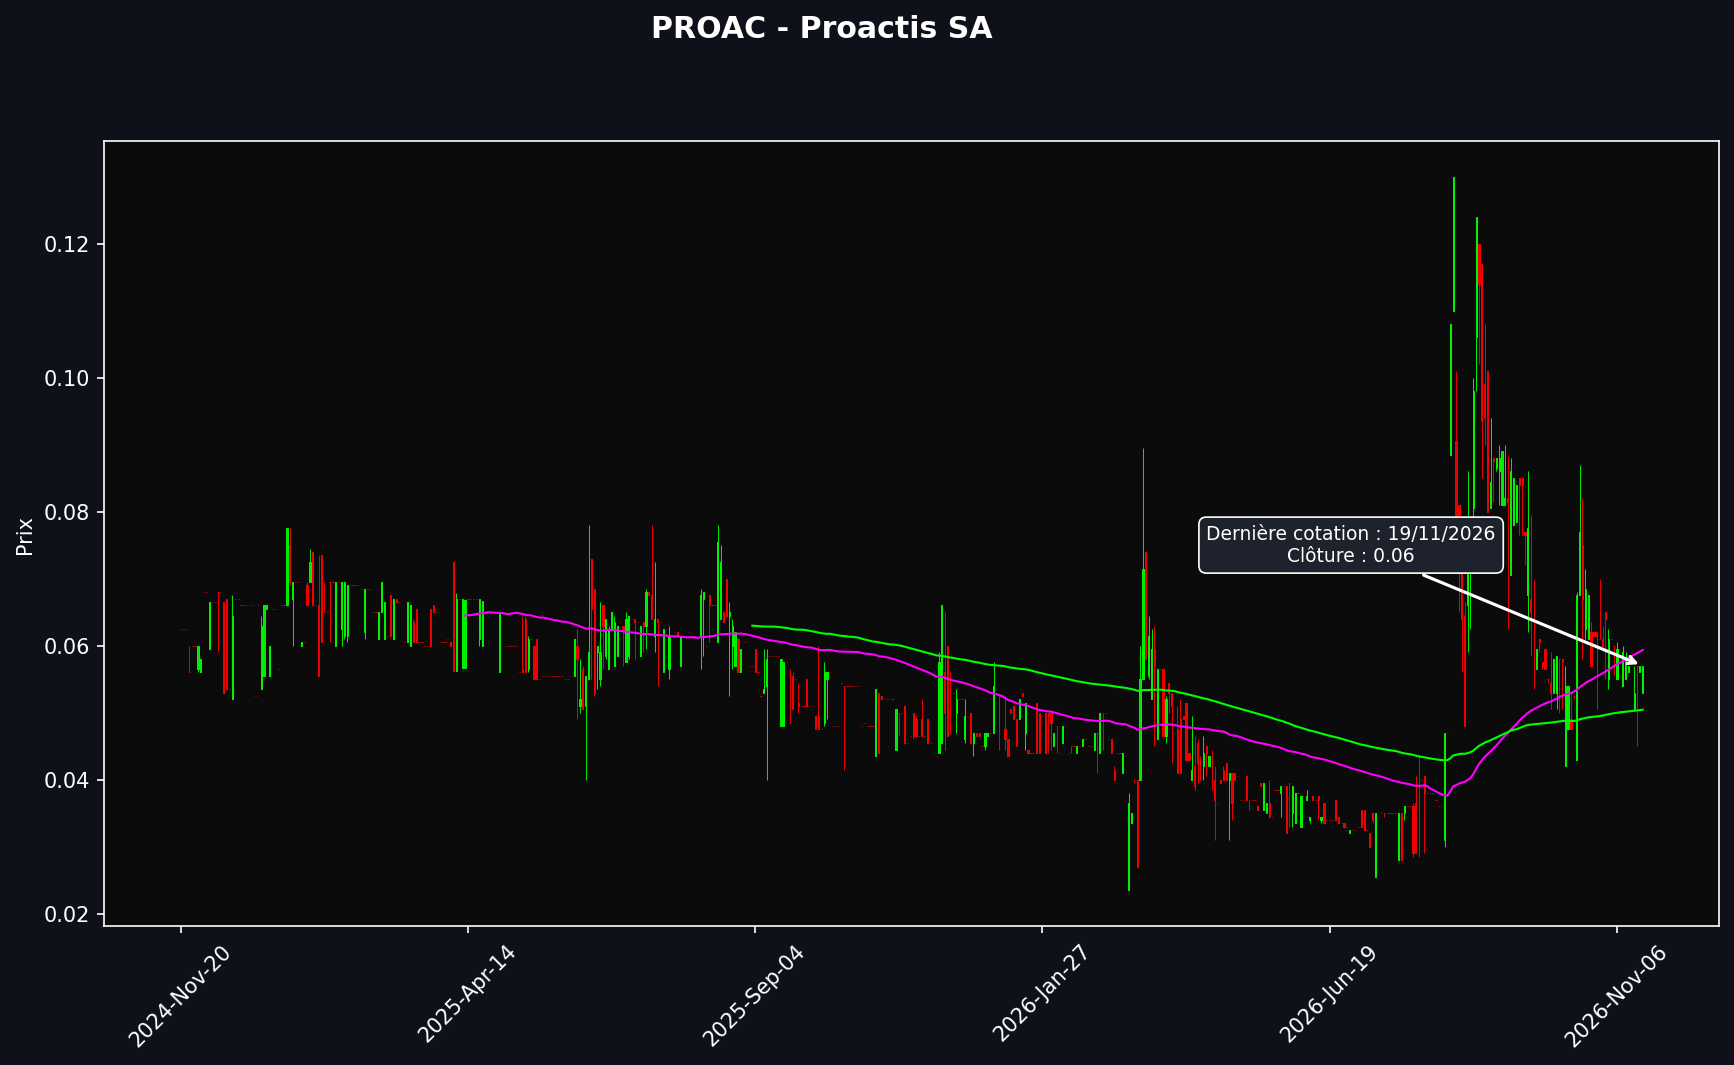 PROAC - Proactis SA
Prix
0.12
0.10
0.08
0.06
0.04
0.02
Dernière cotation : 19/11/2026
Clôture : 0.06
2024-Nov-20
2025-Apr-14
2025-Sep-04
2026-Jan-27
2026-Jun-19
2026-Nov-06